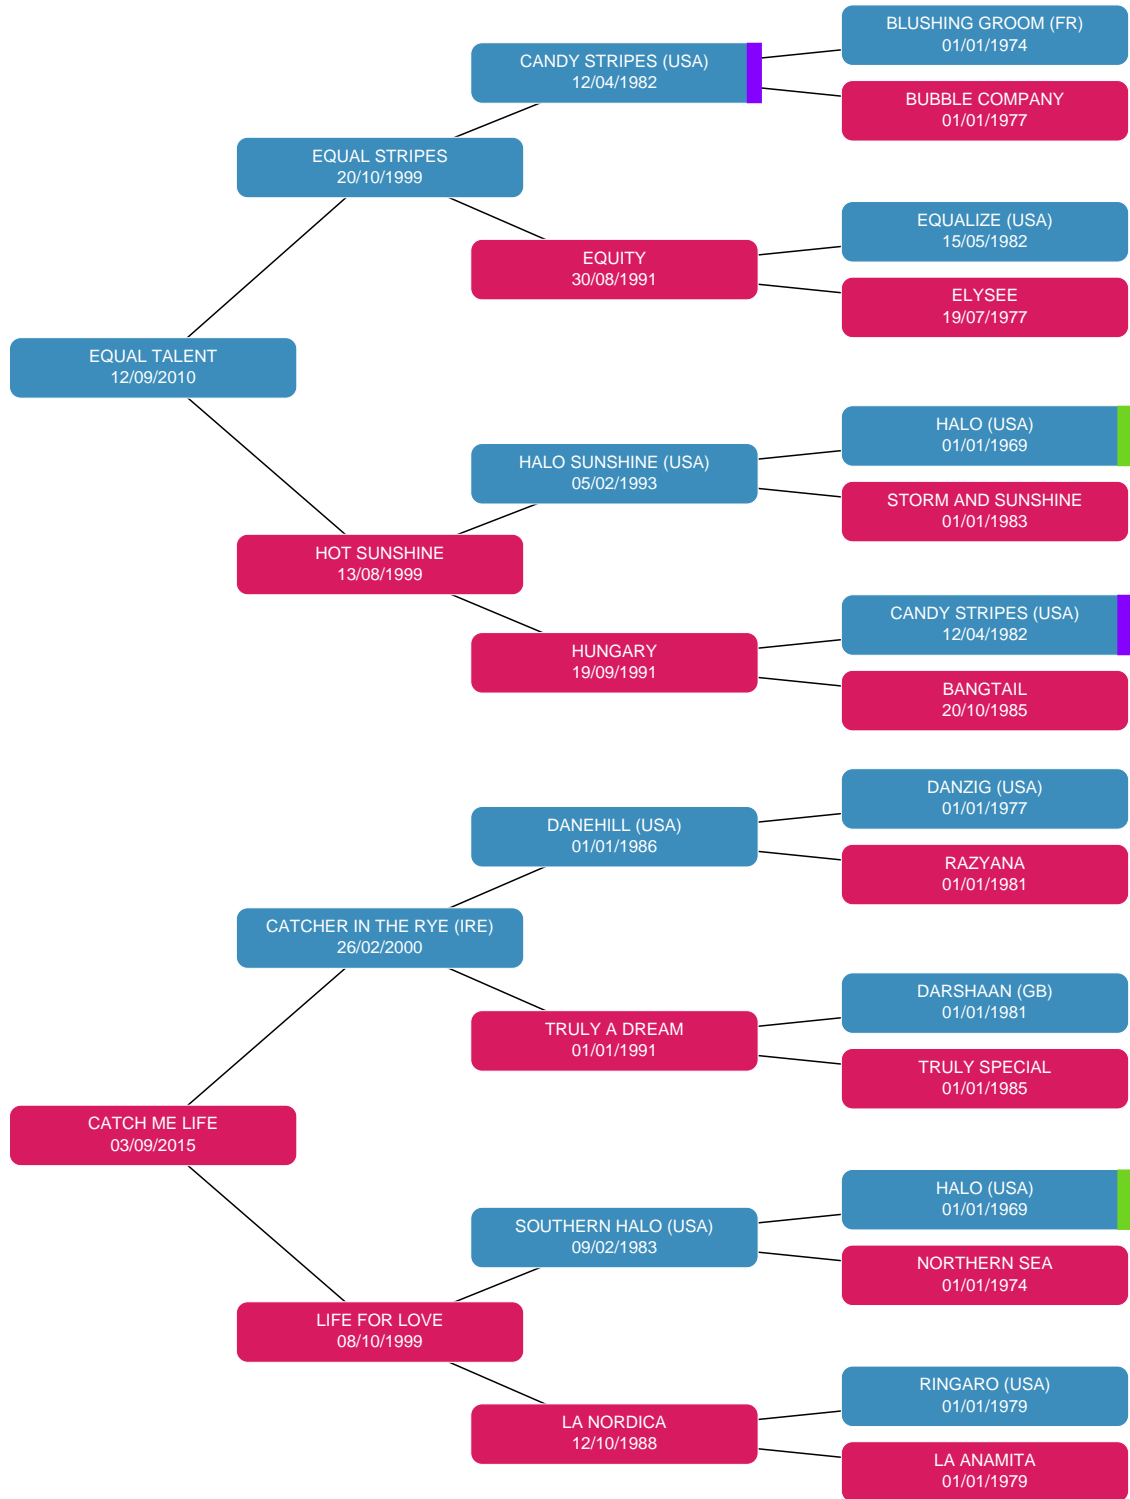 BLUSHING GROOM (FR)
01/01/1974
CANDY STRIPES (USA)
12/04/1982
BUBBLE COMPANY
01/01/1977
EQUAL STRIPES
20/10/1999
EQUALIZE (USA)
15/05/1982
EQUITY
30/08/1991
ELYSEE
19/07/1977
EQUAL TALENT
12/09/2010
HALO (USA)
01/01/1969
HALO SUNSHINE (USA)
05/02/1993
STORM AND SUNSHINE
01/01/1983
HOT SUNSHINE
13/08/1999
CANDY STRIPES (USA)
12/04/1982
HUNGARY
19/09/1991
BANGTAIL
20/10/1985
DANZIG (USA)
01/01/1977
DANEHILL (USA)
01/01/1986
RAZYANA
01/01/1981
CATCHER IN THE RYE (IRE)
26/02/2000
DARSHAAN (GB)
01/01/1981
TRULY A DREAM
01/01/1991
TRULY SPECIAL
01/01/1985
CATCH ME LIFE
03/09/2015
HALO (USA)
01/01/1969
SOUTHERN HALO (USA)
09/02/1983
NORTHERN SEA
01/01/1974
LIFE FOR LOVE
08/10/1999
RINGARO (USA)
01/01/1979
LA NORDICA
12/10/1988
LA ANAMITA
01/01/1979